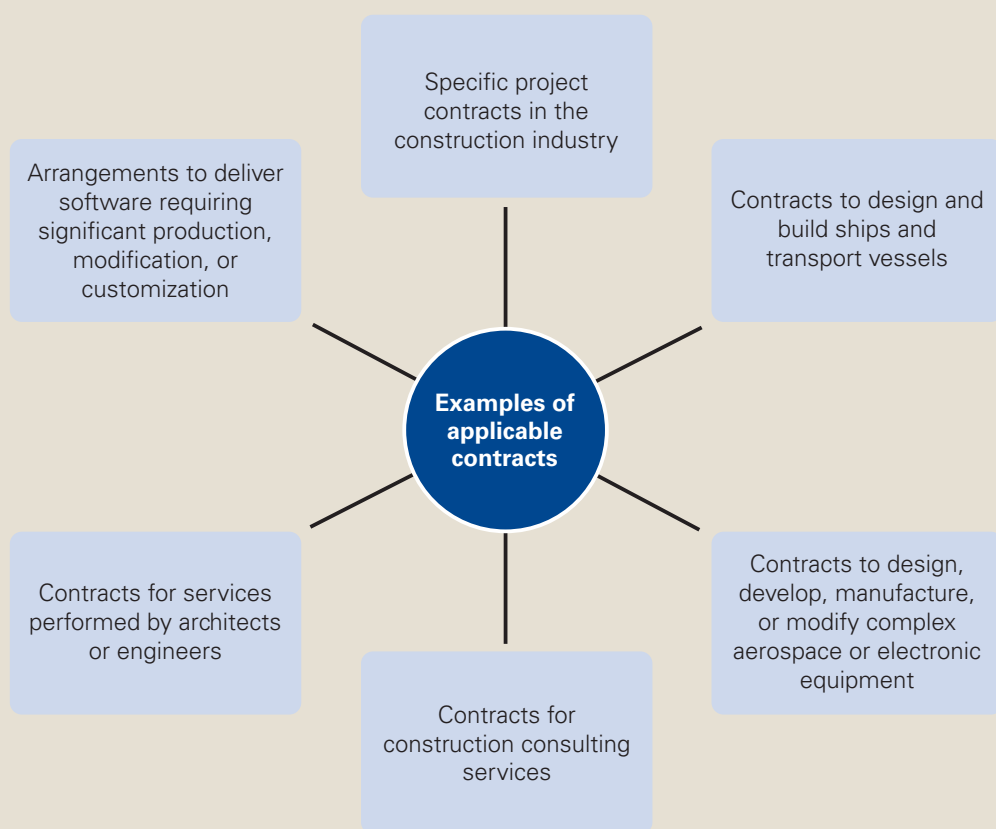 Specific project
contracts in the
construction industry
Arrangements to deliver
software requiring
significant production,
modification, or
customization
Contracts to design and
build ships and
transport vessels
Examples of
applicable
contracts
Contracts for services
performed by architects
or engineers
Contracts to design,
develop, manufacture,
or modify complex
aerospace or electronic
equipment
Contracts for
construction consulting
services